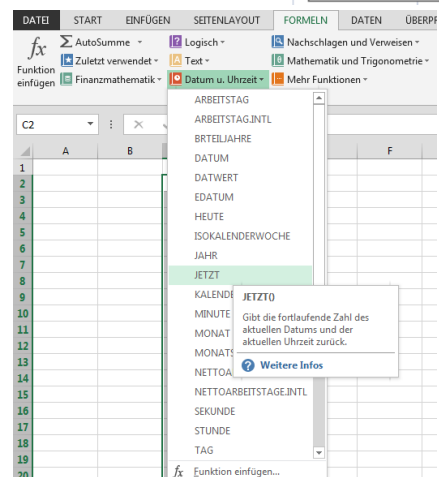 DATEI START EINFÜGEN SEITENLAYOUT FORMELN DATEN ÜBERP
fx AutoSumme Logisch Nachschlagen und Verweisen
Zuletzt verwendet Text Mathematik und Trigonometrie
Funktion einfügen Finanzmathematik Datum u. Uhrzeit Mehr Funktionen
ARBEITSTAG
C2 ARBEITSTAG.INTL
BRTEILJAHRE
A B F
DATUM
1
DATWERT
2
EDATUM
3
HEUTE
4
ISOKALENDERWOCHE
5
JAHR
6
JETZT
7
KALENDE
8
JETZT()
9
MINUTE
10
Gibt die fortlaufende Zahl des
MONAT
11
aktuellen Datums und der
aktuellen Uhrzeit zurück.
12
MONATS
13
Weitere Infos
NETTOA
14
NETTOARBEITSTAGE.INTL
15
SEKUNDE
16
STUNDE
17
TAG
18
19
fx Funktion einfügen...
20